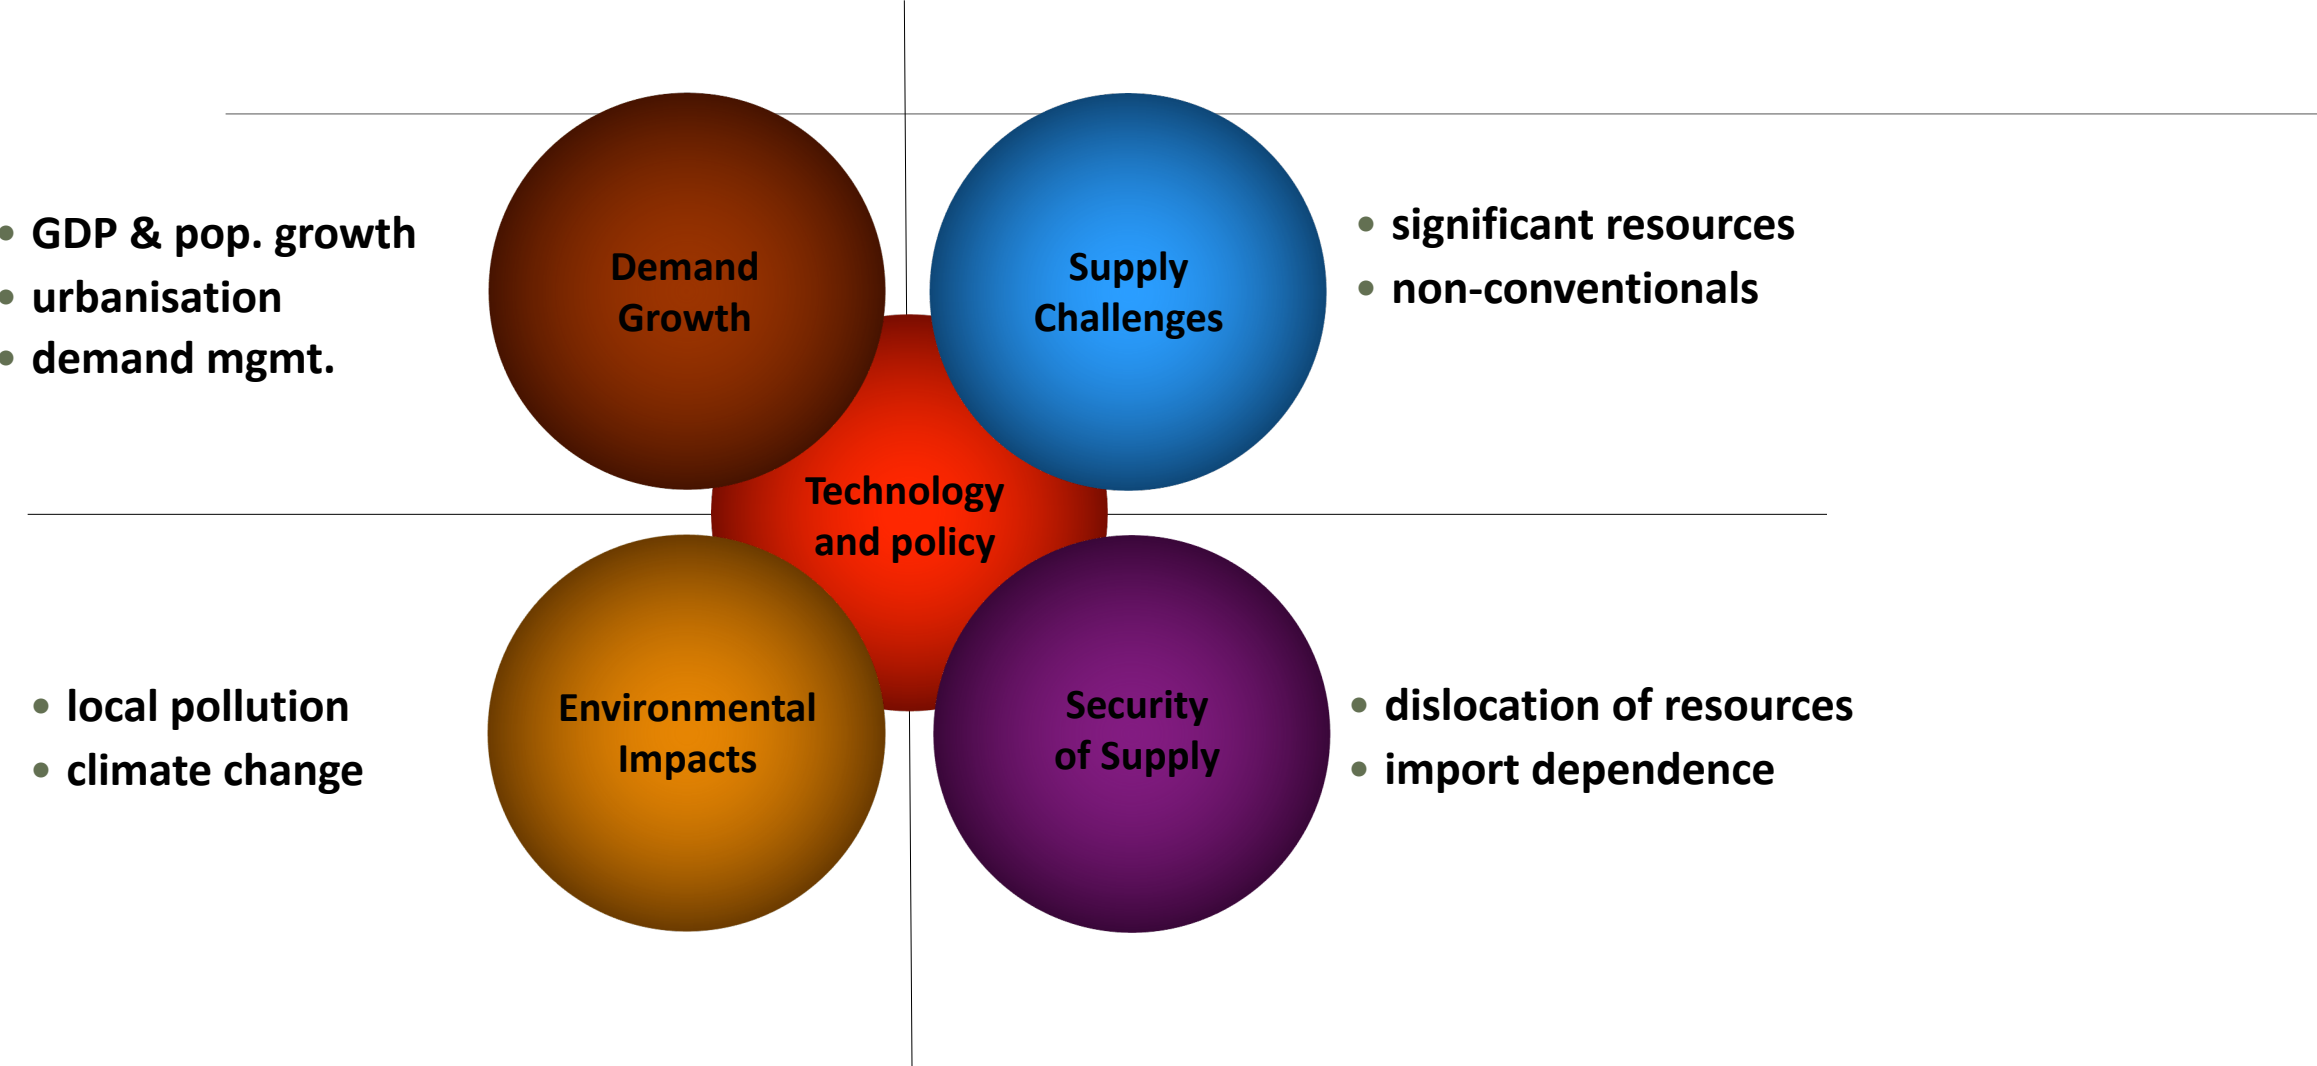 • GDP & pop. growth
• urbanisation
• demand mgmt.
Demand
Growth
Supply
Challenges
• significant resources
• non-conventionals
Technology
and policy
• local pollution
• climate change
Environmental
Impacts
Security
of Supply
• dislocation of resources
• import dependence